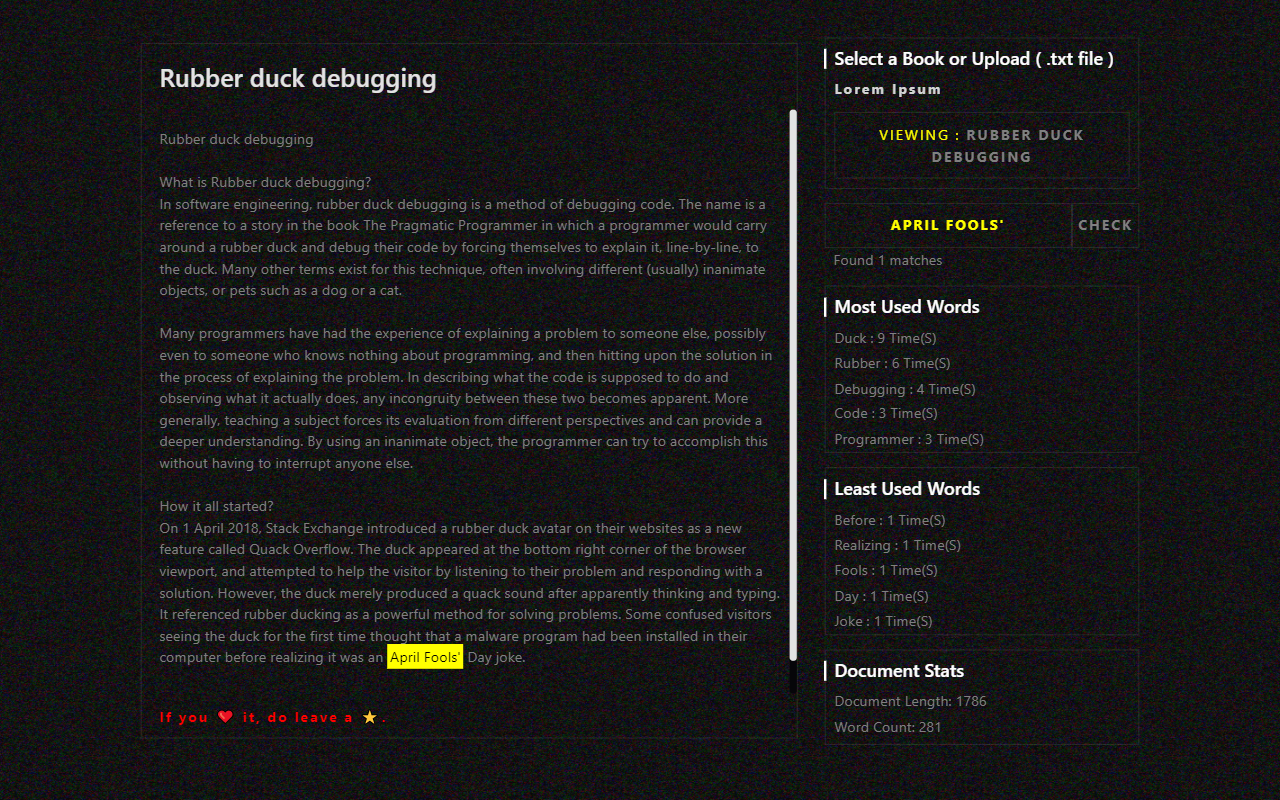 Rubber duck debugging
Rubber duck debugging
What is Rubber duck debugging?
In software engineering, rubber duck debugging is a method of debugging code. The name is a
reference to a story in the book The Pragmatic Programmer in which a programmer would carry
around a rubber duck and debug their code by forcing themselves to explain it, line-by-line, to
the duck. Many other terms exist for this technique, often involving different (usually) inanimate
objects, or pets such as a dog or a cat.
Many programmers have had the experience of explaining a problem to someone else, possibly
even to someone who knows nothing about programming, and then hitting upon the solution in
the process of explaining the problem. In describing what the code is supposed to do and
observing what it actually does, any incongruity between these two becomes apparent. More
generally, teaching a subject forces its evaluation from different perspectives and can provide a
deeper understanding. By using an inanimate object, the programmer can try to accomplish this
without having to interrupt anyone else.
How it all started?
On 1 April 2018, Stack Exchange introduced a rubber duck avatar on their websites as a new
feature called Quack Overflow. The duck appeared at the bottom right corner of the browser
viewport, and attempted to help the visitor by listening to their problem and responding with a
solution. However, the duck merely produced a quack sound after apparently thinking and typing.
It referenced rubber ducking as a powerful method for solving problems. Some confused visitors
seeing the duck for the first time thought that a malware program had been installed in their
computer before realizing it was an April Fools' Day joke.
If you ❤️ it, do leave a ⭐.
Select a Book or Upload ( .txt file )
Lorem Ipsum
VIEWING : RUBBER DUCK
DEBUGGING
APRIL FOOLS'
CHECK
Found 1 matches
Most Used Words
Duck : 9 Time(S)
Rubber : 6 Time(S)
Debugging : 4 Time(S)
Code : 3 Time(S)
Programmer : 3 Time(S)
Least Used Words
Before : 1 Time(S)
Realizing : 1 Time(S)
Fools : 1 Time(S)
Day : 1 Time(S)
Joke : 1 Time(S)
Document Stats
Document Length: 1786
Word Count: 281